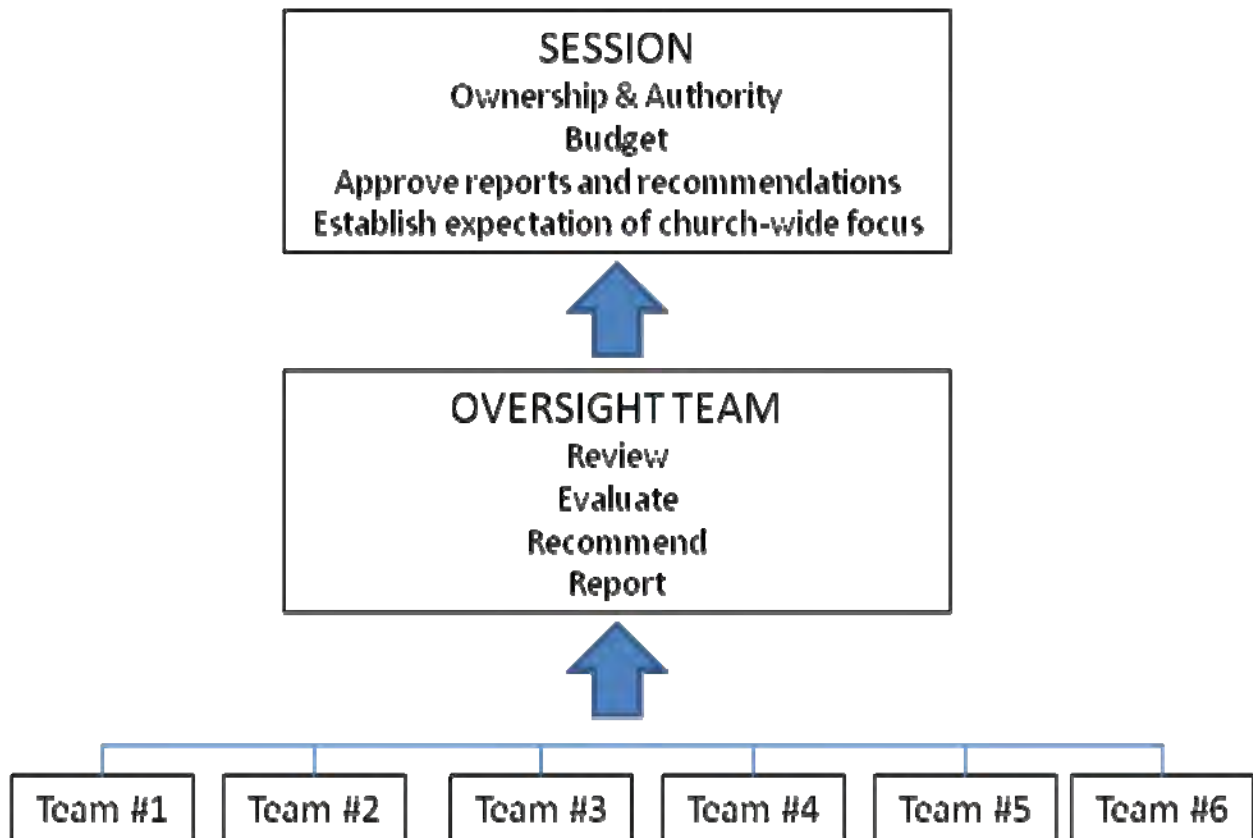 SESSION
Ownership & Authority
Budget
Approve reports and recommendations
Establish expectation of church-wide focus
OVERSIGHT TEAM
Review
Evaluate
Recommend
Report
Team #1
Team #2
Team #3
Team #4
Team #5
Team #6